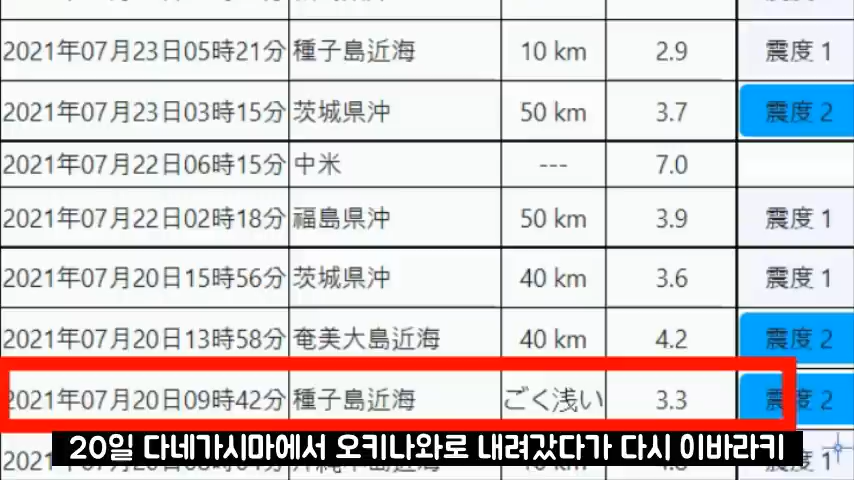 2021年07月23日05時21分 種子島近海 10 km 2.9 震度 1
2021年07月23日03時15分 茨城県沖 50 km 3.7 震度 2
2021年07月22日06時15分 中米 --- 7.0
2021年07月22日02時18分 福島県沖 50 km 3.9 震度 1
2021年07月20日15時56分 茨城県沖 40 km 3.6 震度 1
2021年07月20日13時58分 奄美大島近海 40 km 4.2 震度 2
2021年07月20日09時42分 種子島近海 ごく浅い 3.3 震度 2
20일 다네가시마에서 오키나와로 내려갔다가 다시 이바라키